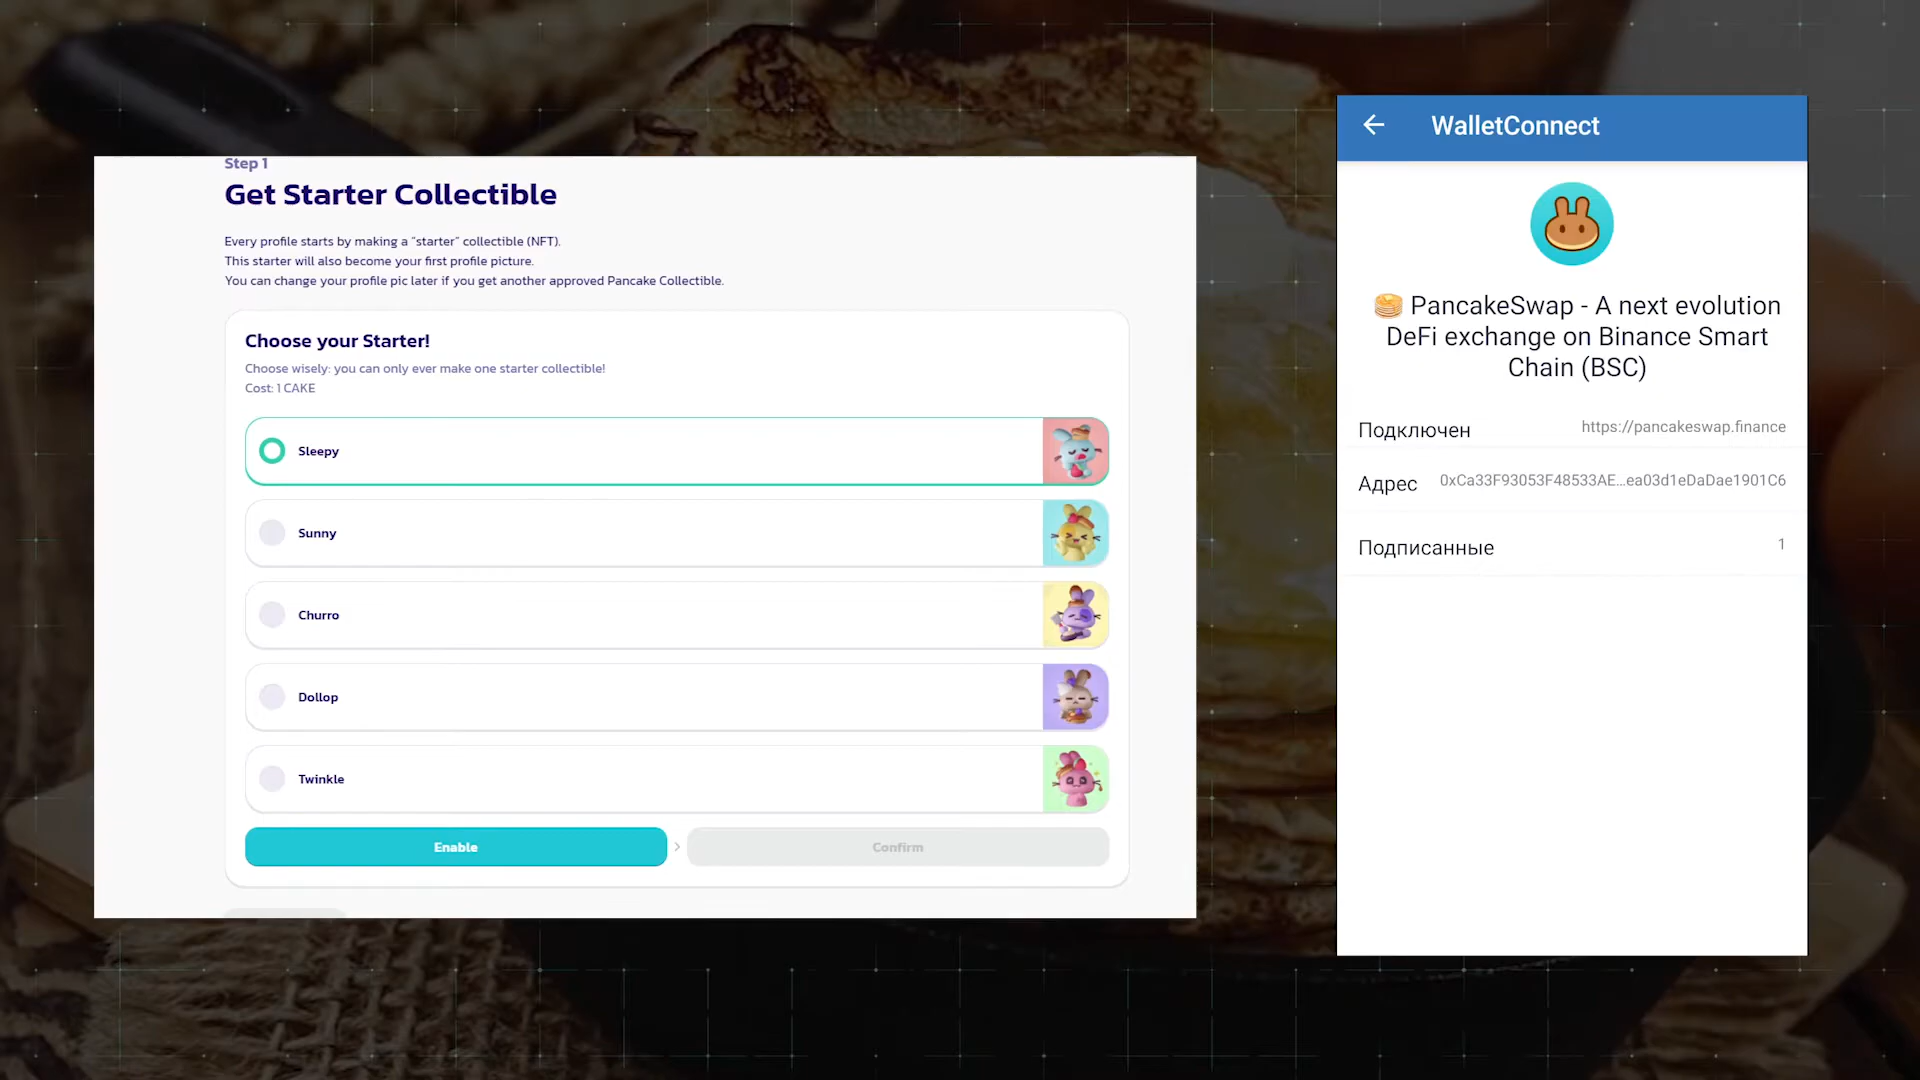 Step 1
Get Starter Collectible
Every profile starts by making a "starter" collectible (NFT).
This starter will also become your first profile picture.
You can change your profile pic later if you get another approved Pancake Collectible.
Choose your Starter!
Choose wisely: you can only ever make one starter collectible!
Cost: 1 CAKE
Sleepy
Sunny
Churro
Dollop
Twinkle
Enable
Confirm
WalletConnect
🥞 PancakeSwap - A next evolution
DeFi exchange on Binance Smart
Chain (BSC)
Подключен https://pancakeswap.finance
Адрес 0xCa33F93053F48533AE...ea03d1eDaDae1901C6
Подписанные 1